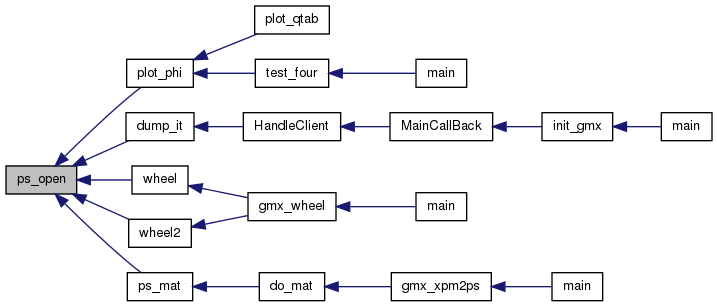 plot_qtab
plot_phi
test_four
main
dump_it
HandleClient
MainCallBack
init_gmx
main
ps_open
wheel
gmx_wheel
main
wheel2
ps_mat
do_mat
gmx_xpm2ps
main